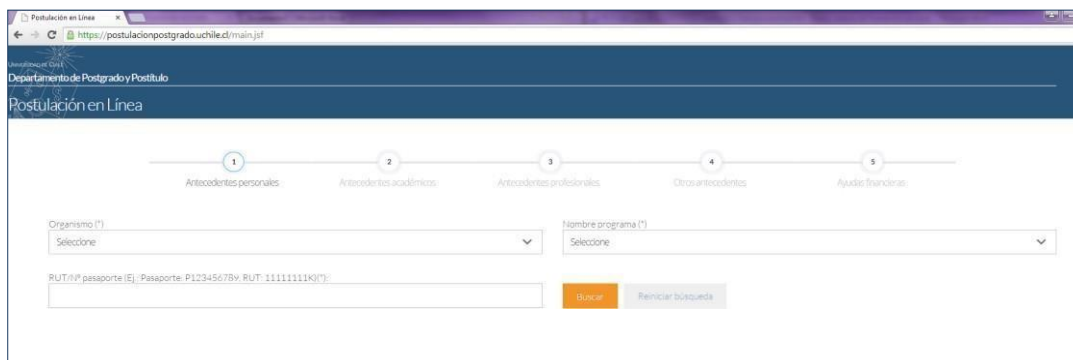 Postulación en Línea
https://postulacionpostgrado.uchile.cl/main.jsf
UNIVERSIDAD DE CHILE
Departamento de Postgrado y Postítulo
Postulación en Línea
1 2 3 4 5
Antecedentes personales Antecedentes académicos Antecedentes profesionales Otros antecedentes Ayudas financieras
Organismo (*) Nombre programa (*)
Seleccione Seleccione
RUT/Nº pasaporte (Ej.: Pasaporte: P123456789, RUT: 11111111K)(*):
Buscar Reiniciar búsqueda